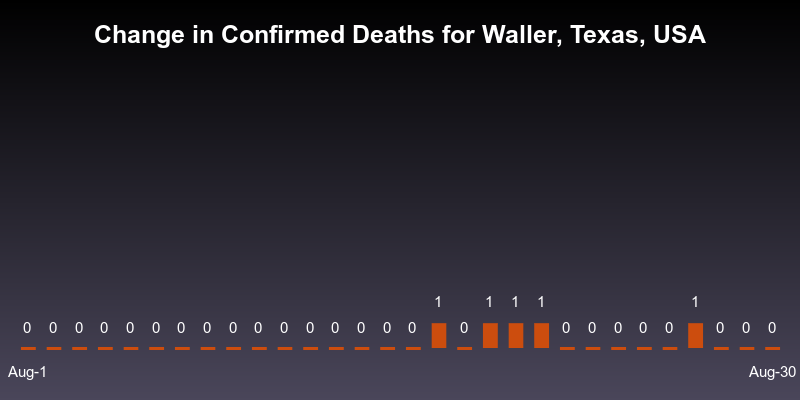 Change in Confirmed Deaths for Waller, Texas, USA
1 1 1 1 1
0 0 0 0 0 0 0 0 0 0 0 0 0 0 0 0 0 0 0 0 0 0 0 0 0
Aug-1 Aug-30